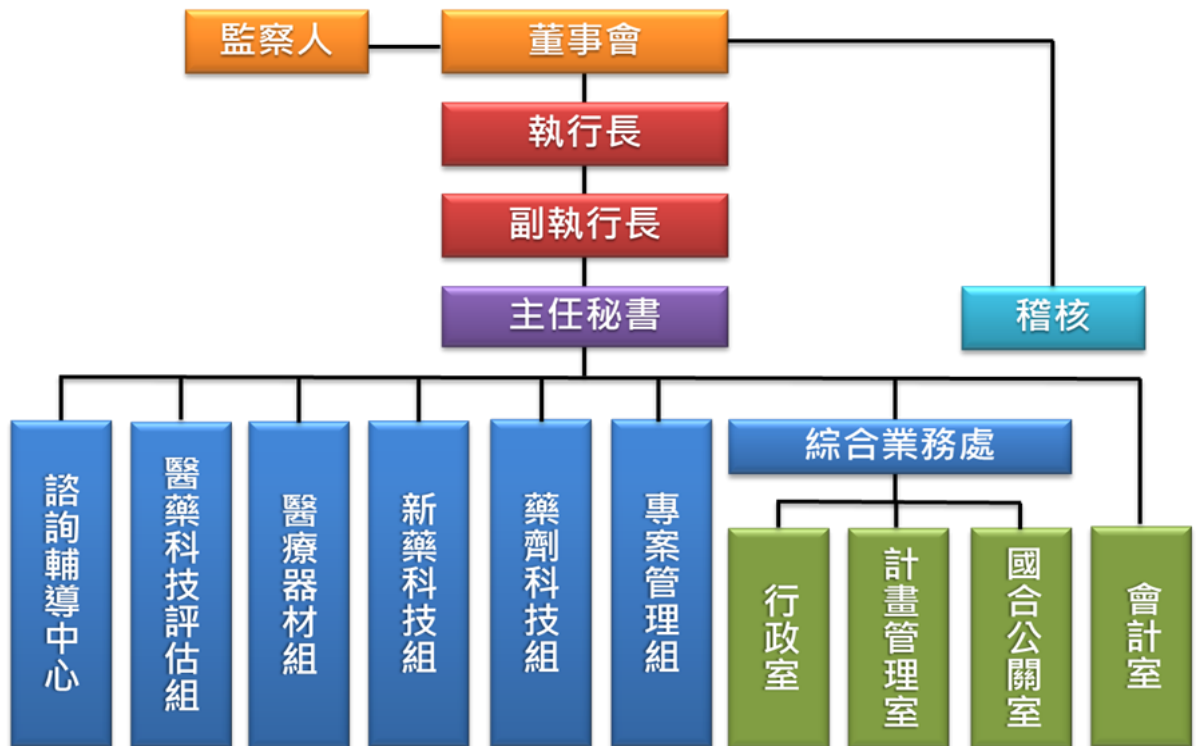 監察人
董事會
執行長
副執行長
主任秘書
稽核
諮詢輔導中心
醫藥科技評估組
醫療器材組
新藥科技組
藥劑科技組
專案管理組
綜合業務處
行政室
計畫管理室
國合公關室
會計室